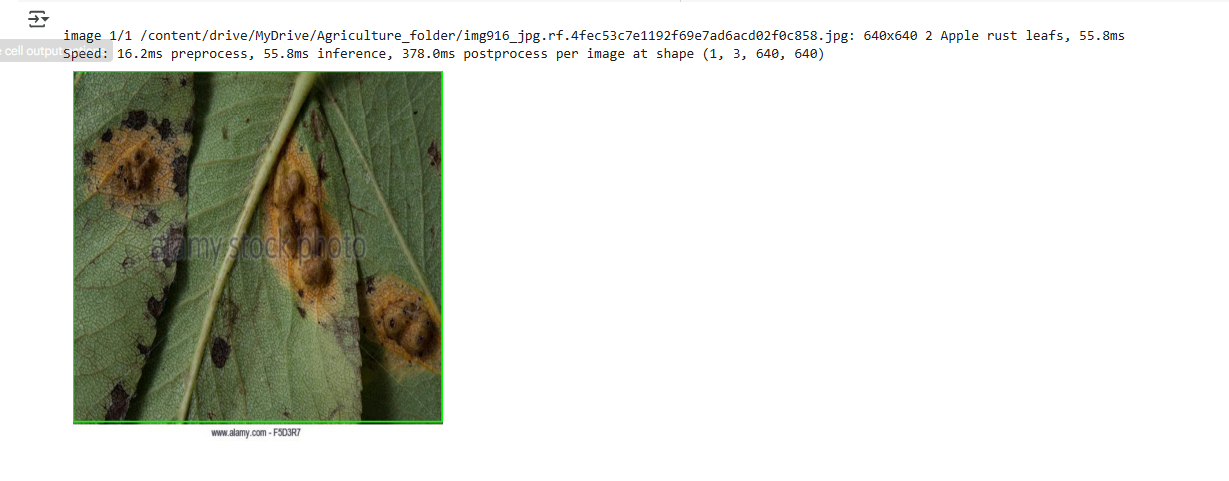 image 1/1 /content/drive/MyDrive/Agriculture_folder/img916_jpg.rf.4fec53c7e1192f69e7ad6acd02f0c858.jpg: 640x640 2 Apple rust leafs, 55.8ms
cell output
Speed: 16.2ms preprocess, 55.8ms inference, 378.0ms postprocess per image at shape (1, 3, 640, 640)
alamy stock photo
www.alamy.com - F5D3R7